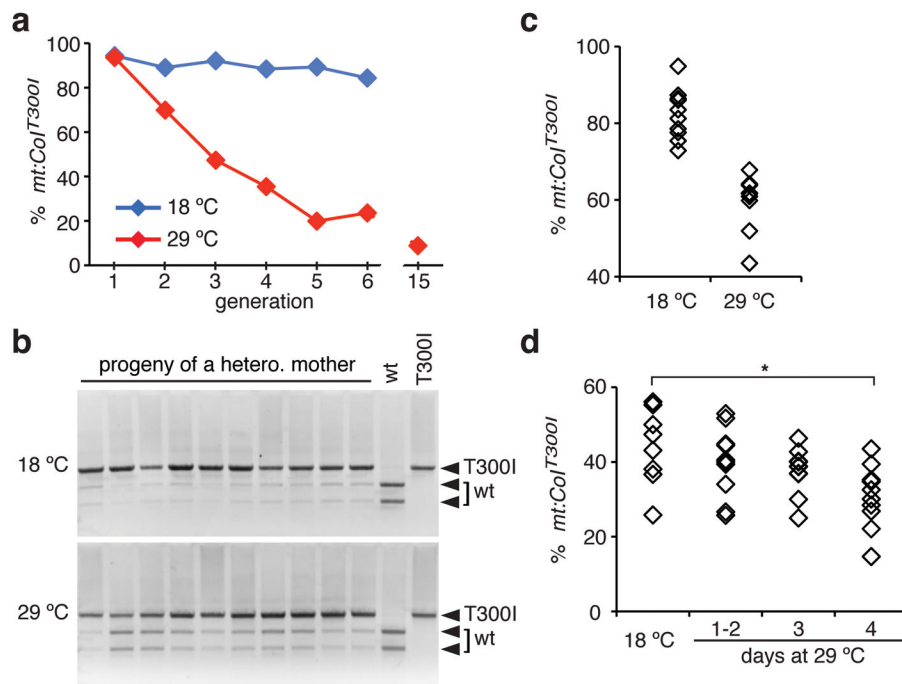 a
100
80
60
40
20
0
% mt:CoI^T300I
18 ºC
29 ºC
1 2 3 4 5 6 15
generation
b
progeny of a hetero. mother
wt
T300I
18 ºC
T300I
wt
29 ºC
T300I
wt
c
100
80
60
40
% mt:CoI^T300I
18 ºC 29 ºC
d
*
60
40
20
0
% mt:CoI^T300I
18 ºC 1-2 3 4
days at 29 ºC